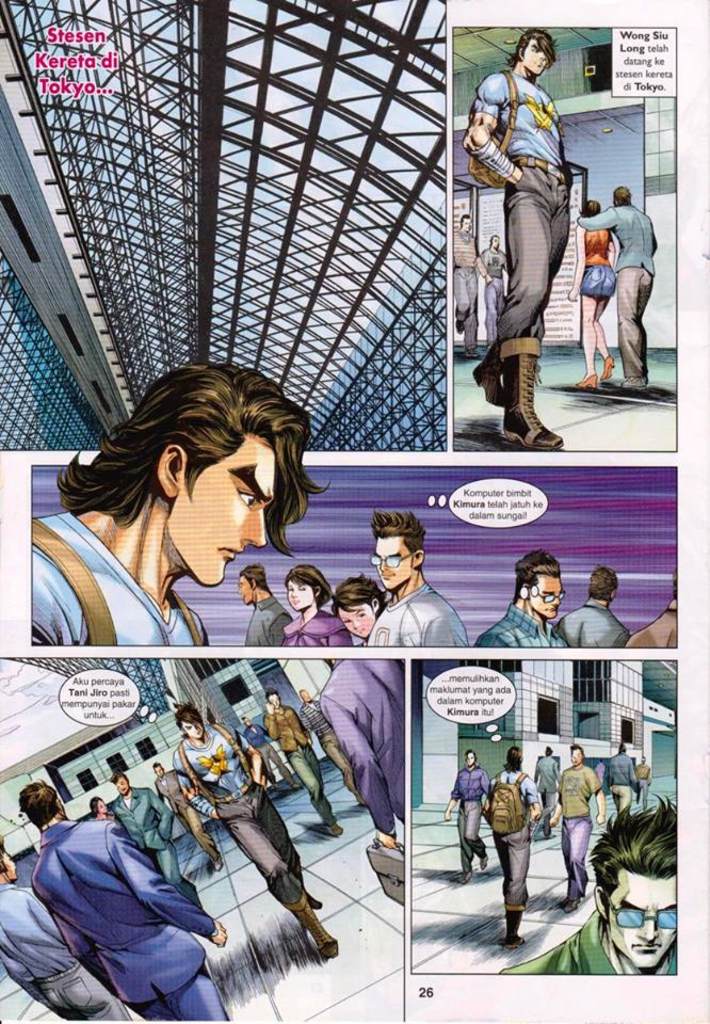 Stesen
Kereta di
Tokyo...
Wong Siu
Long telah
datang ke
stesen kereta
di Tokyo.
Komputer bimbit
Kimura telah jatuh ke
dalam sungai!
Aku percaya
Tani Jiro pasti
mempunyai pakar
untuk...
...memulihkan
maklumat yang ada
dalam komputer
Kimura itu!
26